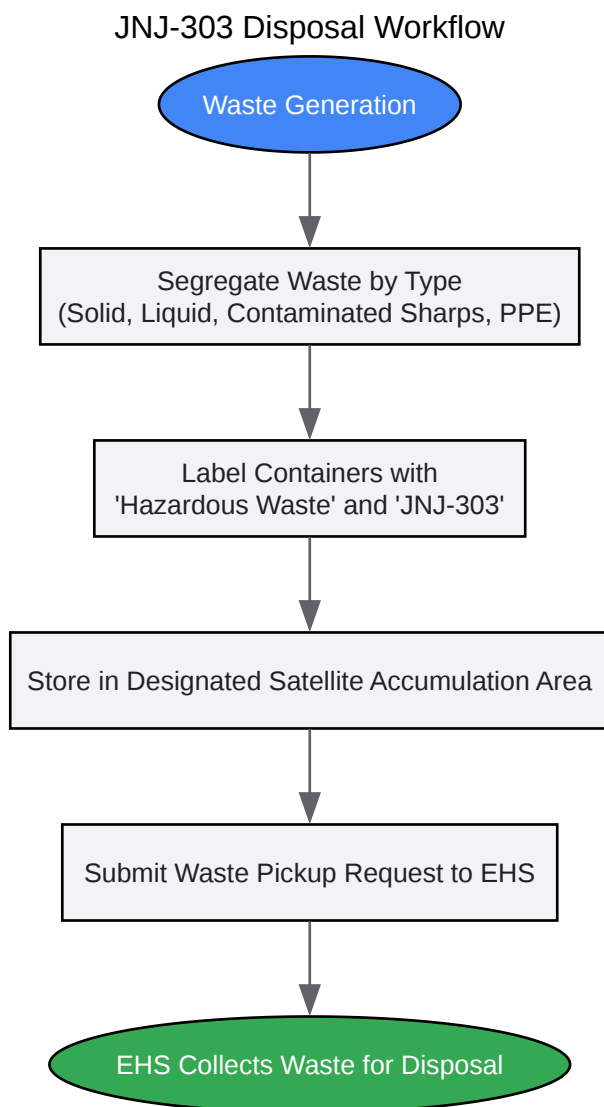 JNJ-303 Disposal Workflow
Waste Generation
Segregate Waste by Type
(Solid, Liquid, Contaminated Sharps, PPE)
Label Containers with
'Hazardous Waste' and 'JNJ-303'
Store in Designated Satellite Accumulation Area
Submit Waste Pickup Request to EHS
EHS Collects Waste for Disposal